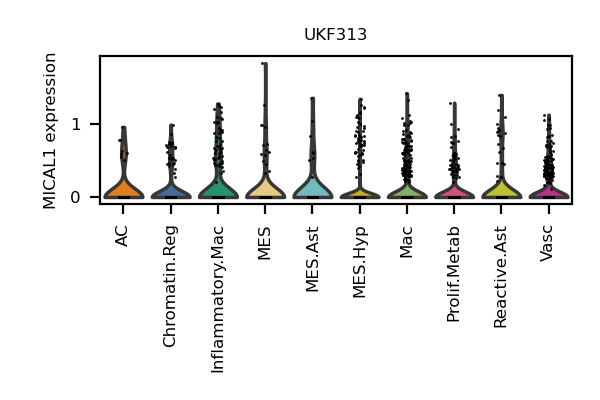 UKF313
MICAL1 expression
1
0
AC
Chromatin.Reg
Inflammatory.Mac
MES
MES.Ast
MES.Hyp
Mac
Prolif.Metab
Reactive.Ast
Vasc